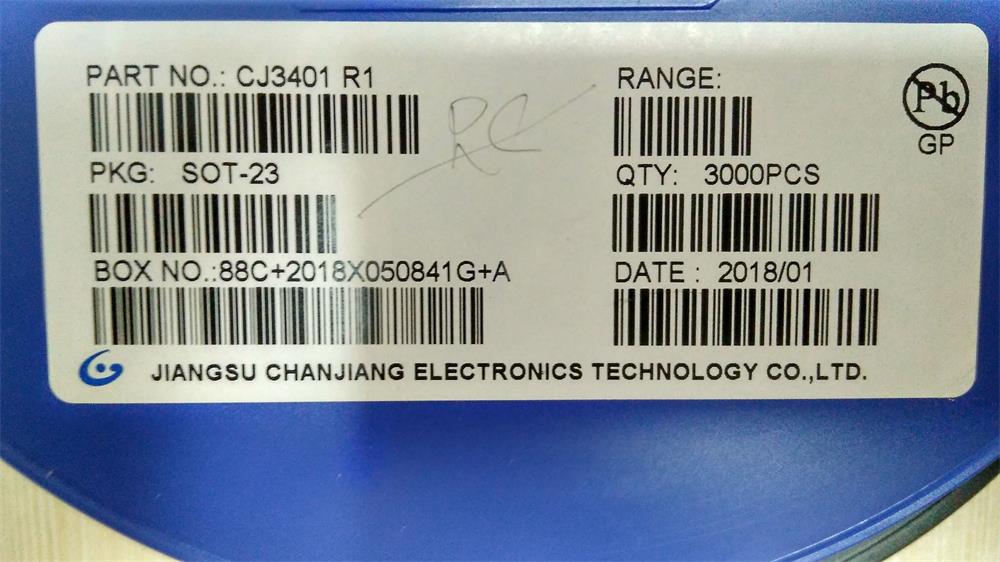 PART NO.: CJ3401 R1
RANGE:
PKG: SOT-23
QTY: 3000PCS
BOX NO.:88C+2018X050841G+A
DATE : 2018/01
Pb
GP
JIANGSU CHANJIANG ELECTRONICS TECHNOLOGY CO.,LTD.